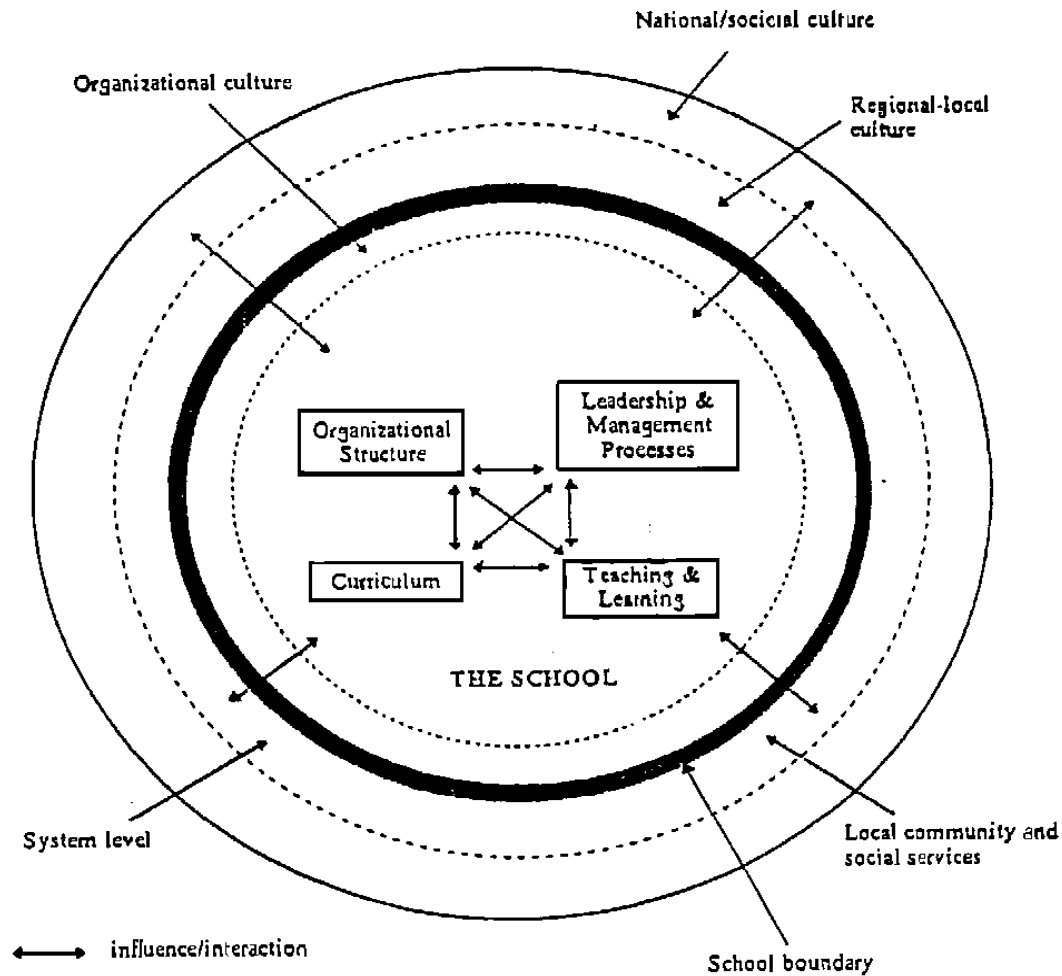 National/societal culture
Organizational culture
Regional-local
culture
Organizational
Structure
Leadership &
Management
Processes
Curriculum
Teaching &
Learning
THE SCHOOL
System level
Local community and
social services
influence/interaction
School boundary